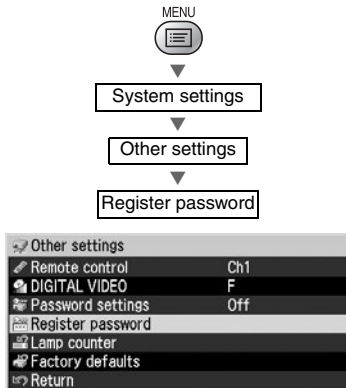 MENU
System settings
Other settings
Register password
Other settings
Remote control Ch1
DIGITAL VIDEO F
Password settings Off
Register password
Lamp counter
Factory defaults
Return